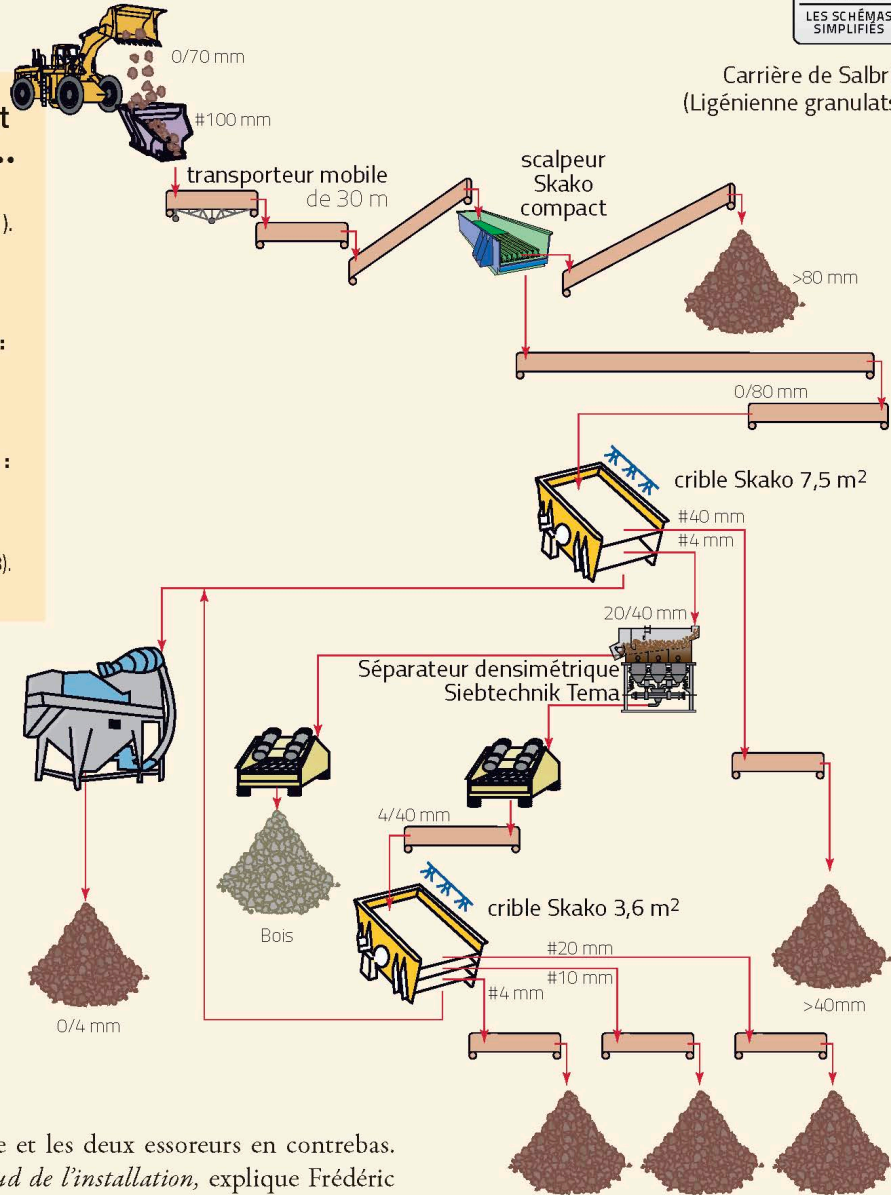 LES SCHÉMAS
SIMPLIFIÉS
Carrière de Salbr
(Ligénienne granulats
0/70 mm
#100 mm
t
..
).
:
:
).
transporteur mobile
de 30 m
scalpeur
Skako
compact
>80 mm
0/80 mm
crible Skako 7,5 m²
#40 mm
#4 mm
20/40 mm
Séparateur densimétrique
Siebtechnik Tema
4/40 mm
Bois
crible Skako 3,6 m²
#20 mm
#10 mm
#4 mm
>40mm
0/4 mm
e et les deux essoreurs en contrebas.
ud de l'installation, explique Frédéric